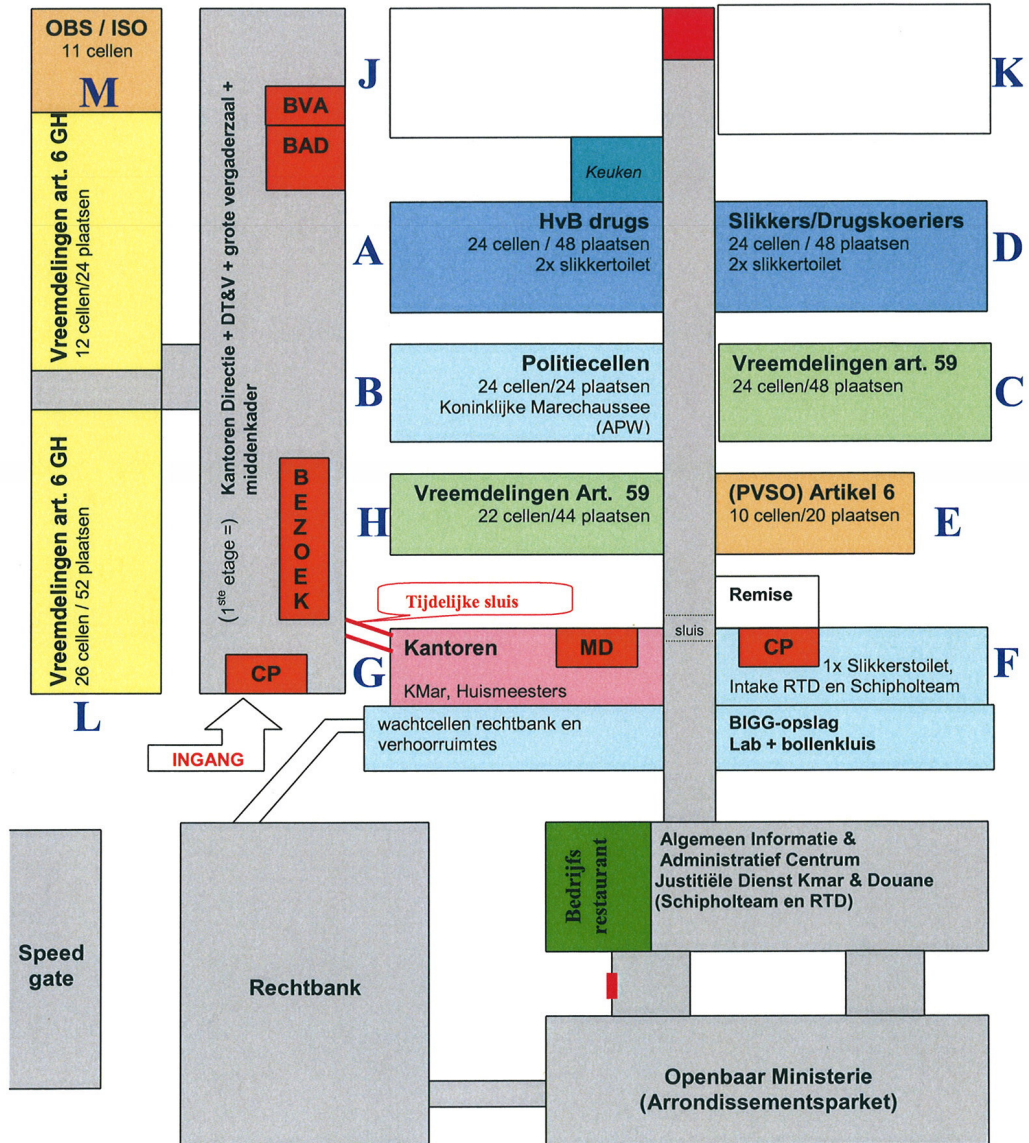 OBS / ISO
11 cellen
M
Vreemdelingen art. 6 GH
12 cellen/24 plaatsen
Vreemdelingen art. 6 GH
26 cellen / 52 plaatsen
L
BVA
BAD
(1ste etage =) Kantoren Directie + DT&V + grote vergaderzaal +
middenkader
BEZOEK
CP
INGANG
J
K
Keuken
A
HvB drugs
24 cellen / 48 plaatsen
2x slikkertoilet
Slikkers/Drugskoeriers
24 cellen / 48 plaatsen
2x slikkertoilet
D
B
Politiecellen
24 cellen/24 plaatsen
Koninklijke Marechaussee
(APW)
Vreemdelingen art. 59
24 cellen/48 plaatsen
C
H
Vreemdelingen Art. 59
22 cellen/44 plaatsen
(PVSO) Artikel 6
10 cellen/20 plaatsen
E
Tijdelijke sluis
Remise
sluis
G
Kantoren
MD
KMar, Huismeesters
CP
1x Slikkerstoilet,
Intake RTD en Schipholteam
F
wachtcellen rechtbank en
verhoorruimtes
BIGG-opslag
Lab + bollenkluis
Speed
gate
Rechtbank
Bedrijfs
restaurant
Algemeen Informatie &
Administratief Centrum
Justitiële Dienst Kmar & Douane
(Schipholteam en RTD)
Openbaar Ministerie
(Arrondissementsparket)